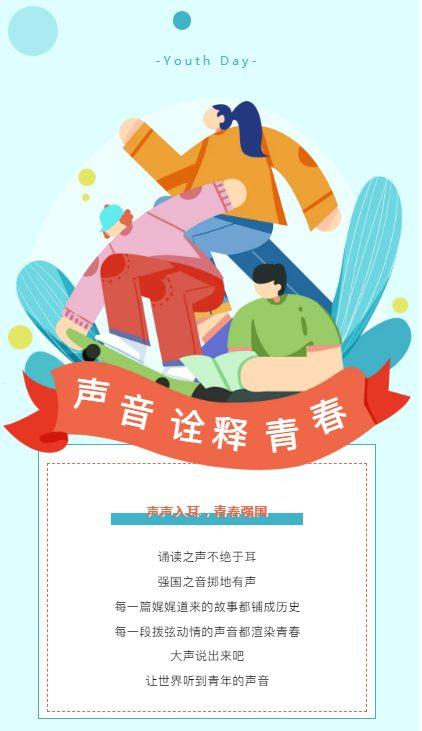 -Youth Day-
声音诠释青春
声声入耳，青春强国
诵读之声不绝于耳
强国之音掷地有声
每一篇娓娓道来的故事都铺成历史
每一段拨弦动情的声音都渲染青春
大声说出来吧
让世界听到青年的声音